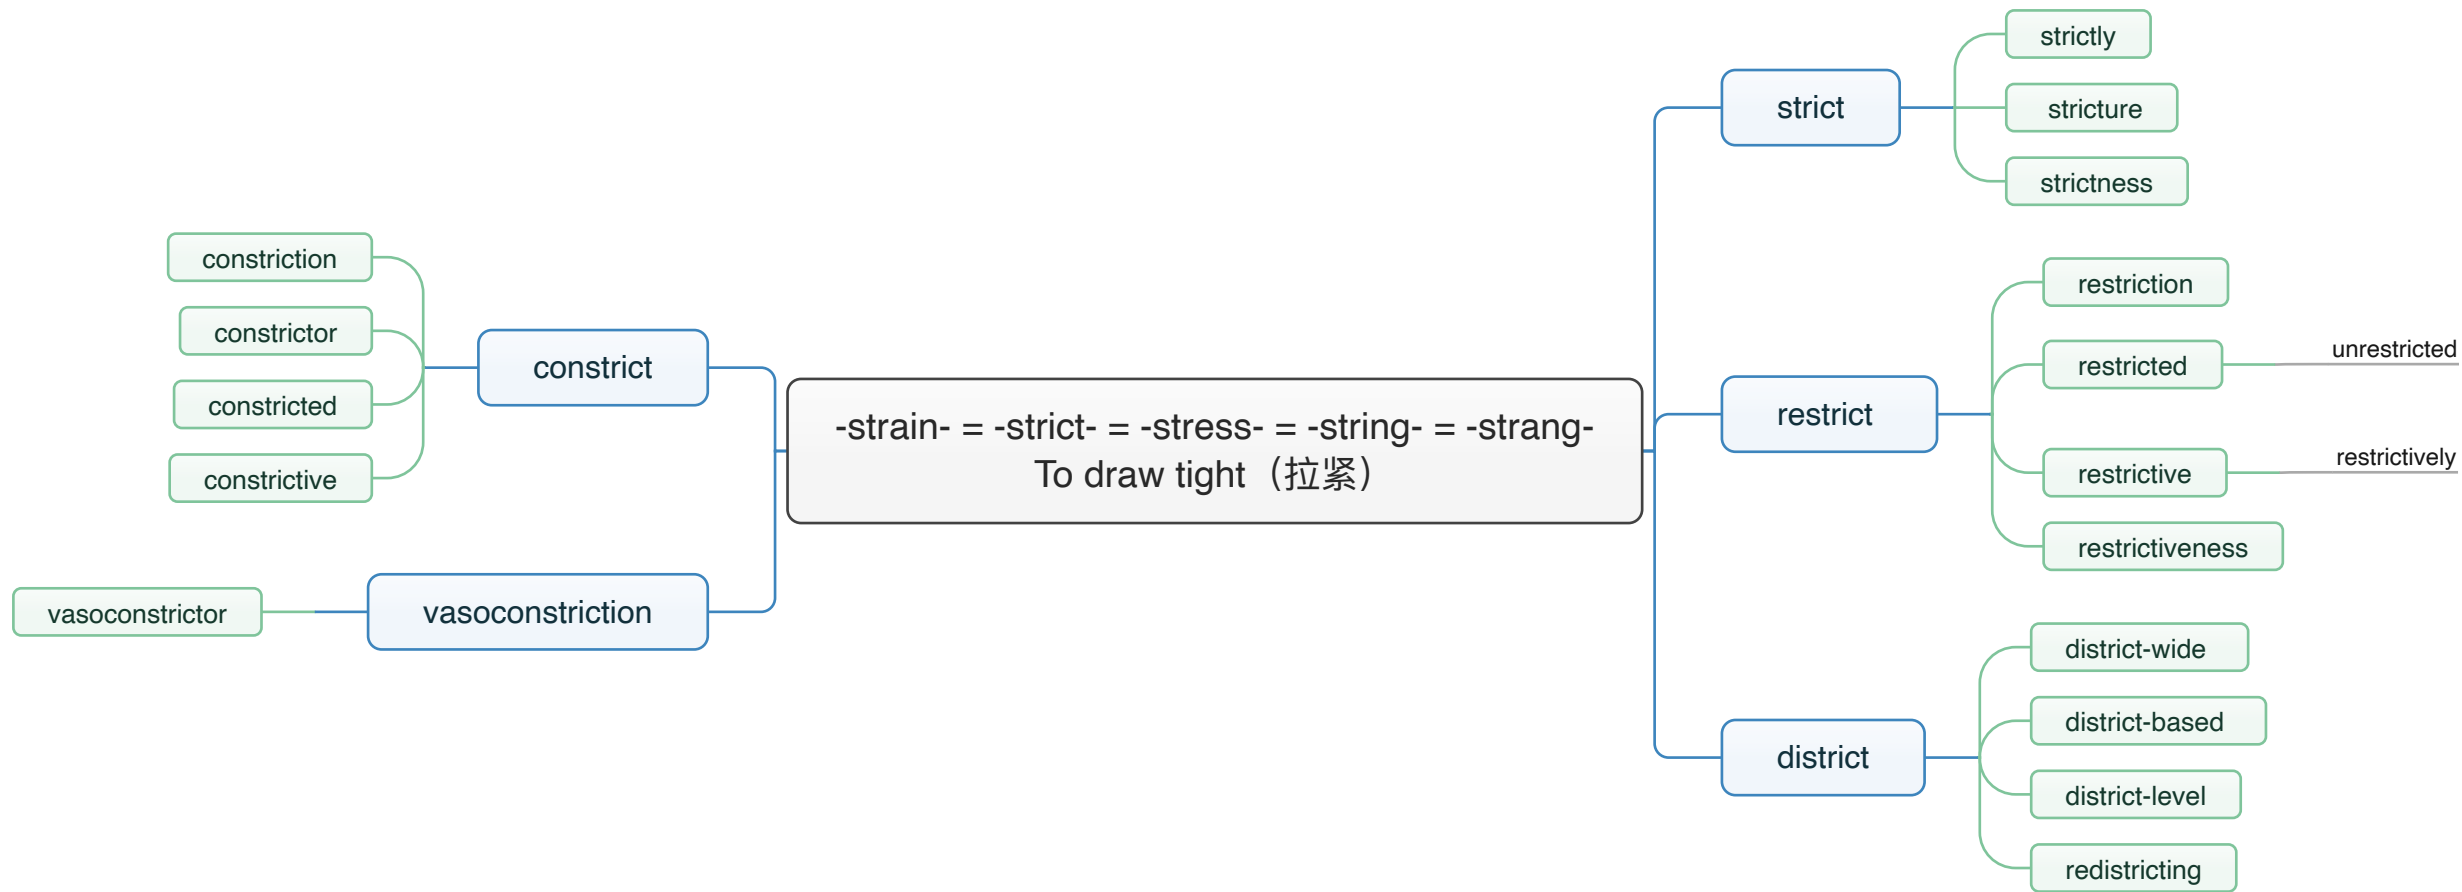 -strain- = -strict- = -stress- = -string- = -strang-
To draw tight（拉紧）
strict
strictly
stricture
strictness
restrict
restriction
restricted
unrestricted
restrictive
restrictively
restrictiveness
district
district-wide
district-based
district-level
redistricting
constrict
constriction
constrictor
constricted
constrictive
vasoconstriction
vasoconstrictor